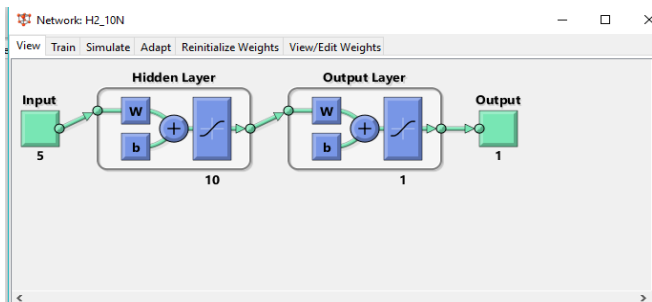 Network: H2_10N
View Train Simulate Adapt Reinitialize Weights View/Edit Weights
Hidden Layer Output Layer
Input Output
W W
b b
5 10 1 1